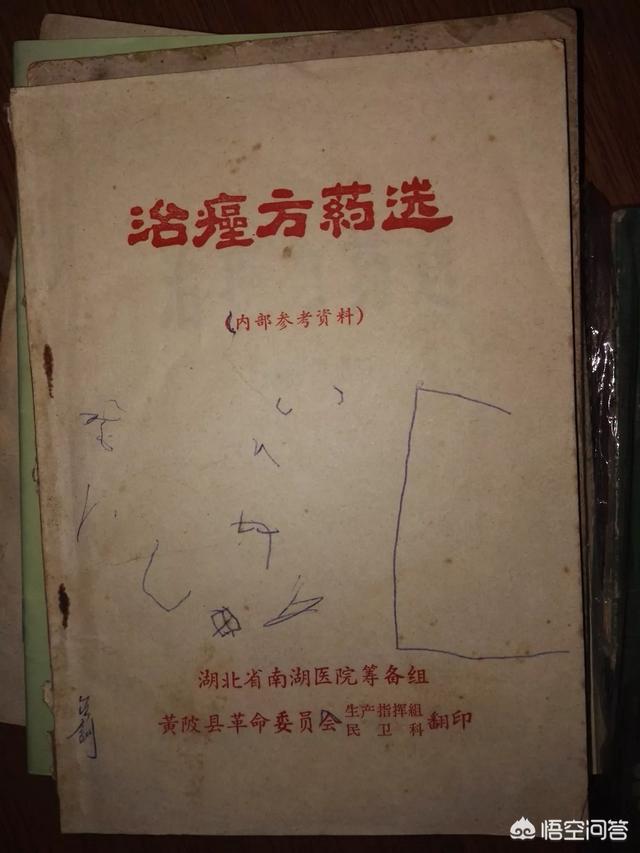 治癌方药选
(内部参考资料)
湖北省南湖医院筹备组
黄陂县革命委员会生产指挥組民卫科翻印
悟空问答